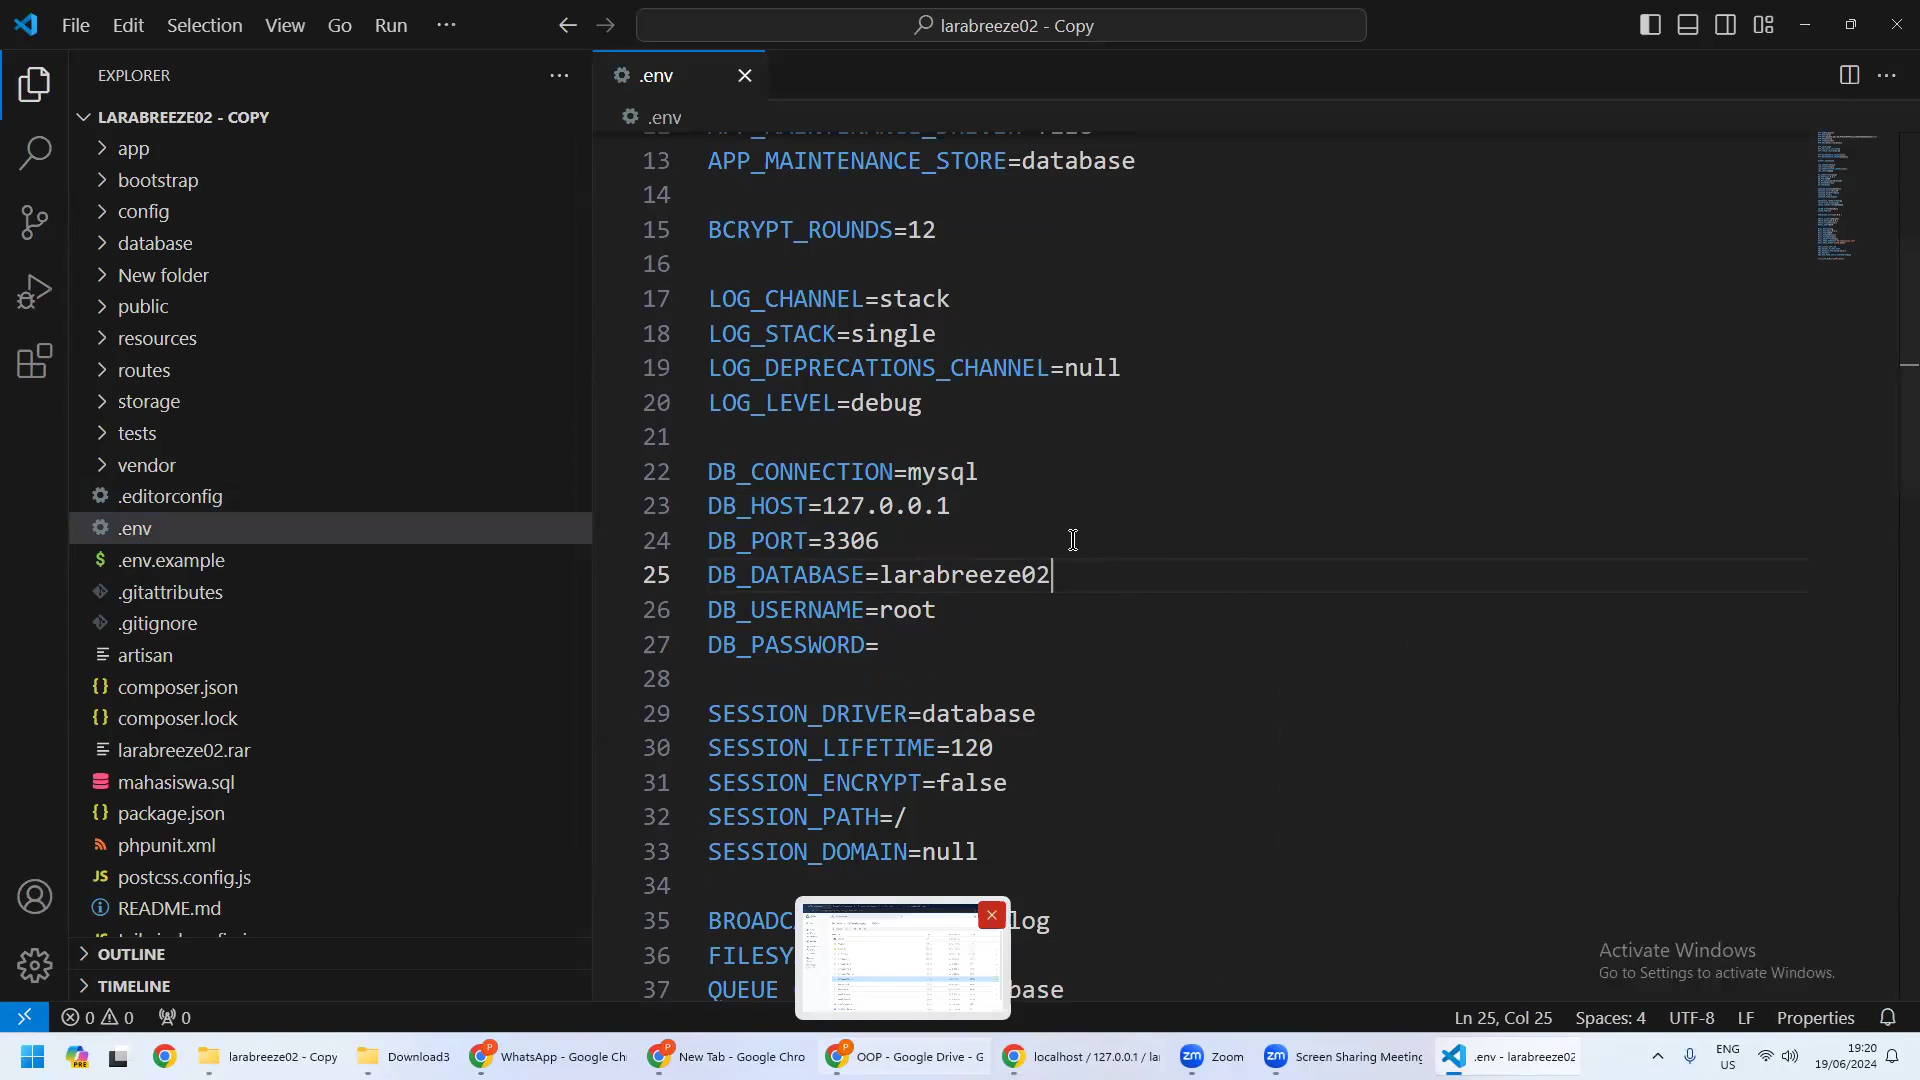 File Edit Selection View Go Run ···
larabreeze02 - Copy
EXPLORER
LARABREEZE02 - COPY
app
bootstrap
config
database
New folder
public
resources
routes
storage
tests
vendor
.editorconfig
.env
.env.example
.gitattributes
.gitignore
artisan
composer.json
composer.lock
larabreeze02.rar
mahasiswa.sql
package.json
phpunit.xml
postcss.config.js
README.md
OUTLINE
TIMELINE
.env
.env
13 APP_MAINTENANCE_STORE=database
14
15 BCRYPT_ROUNDS=12
16
17 LOG_CHANNEL=stack
18 LOG_STACK=single
19 LOG_DEPRECATIONS_CHANNEL=null
20 LOG_LEVEL=debug
21
22 DB_CONNECTION=mysql
23 DB_HOST=127.0.0.1
24 DB_PORT=3306
25 DB_DATABASE=larabreeze02
26 DB_USERNAME=root
27 DB_PASSWORD=
28
29 SESSION_DRIVER=database
30 SESSION_LIFETIME=120
31 SESSION_ENCRYPT=false
32 SESSION_PATH=/
33 SESSION_DOMAIN=null
34
35 BROADC log
36 FILESY
37 QUEUE base
Activate Windows
Go to Settings to activate Windows.
0 0 0
Ln 25, Col 25 Spaces: 4 UTF-8 LF Properties
larabreeze02 - Copy
Download3
WhatsApp - Google Ch
New Tab - Google Chro
OOP - Google Drive - G
localhost / 127.0.0.1 / la
Zoom
Screen Sharing Meeting
.env - larabreeze02
ENG
US
19:20
19/06/2024